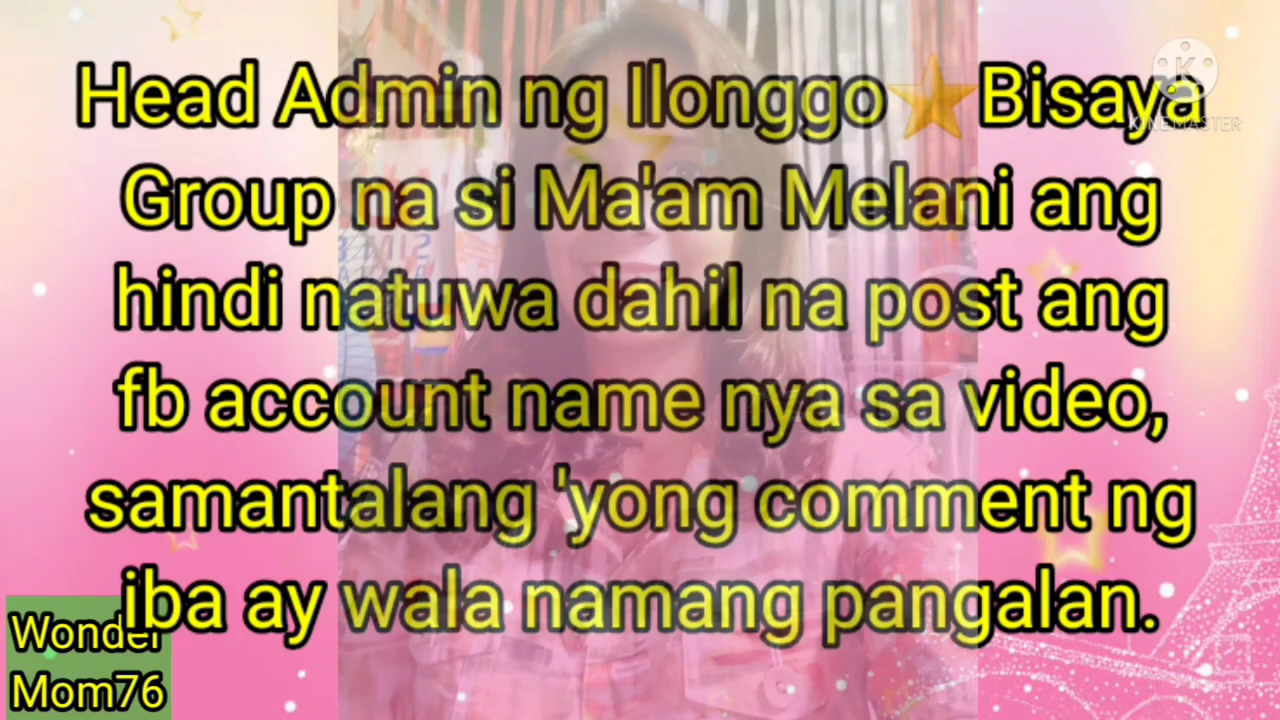 Head Admin ng Ilonggo⭐Bisaya
Group na si Ma'am Melani ang
hindi natuwa dahil na post ang
fb account name nya sa video,
samantalang 'yong comment ng
iba ay wala namang pangalan.
Wonder
Mom76
K
KINEMASTER